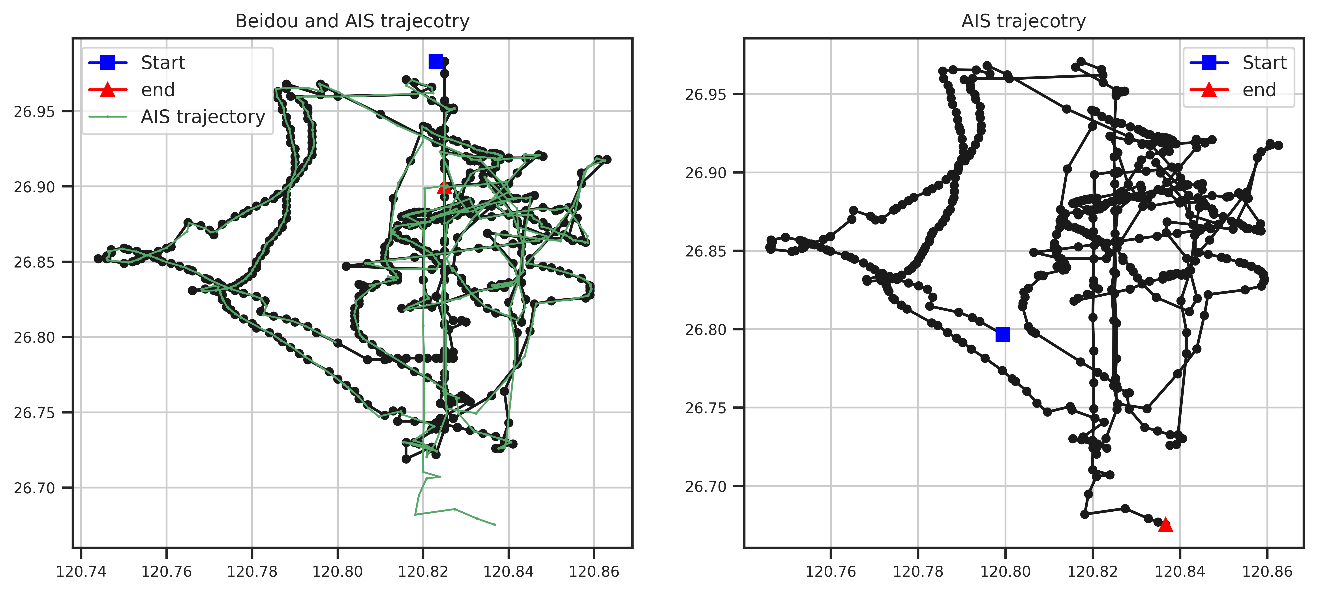 Beidou and AIS trajecotry
Start
end
AIS trajectory
26.95
26.90
26.85
26.80
26.75
26.70
120.74 120.76 120.78 120.80 120.82 120.84 120.86
AIS trajecotry
Start
end
26.95
26.90
26.85
26.80
26.75
26.70
120.76 120.78 120.80 120.82 120.84 120.86